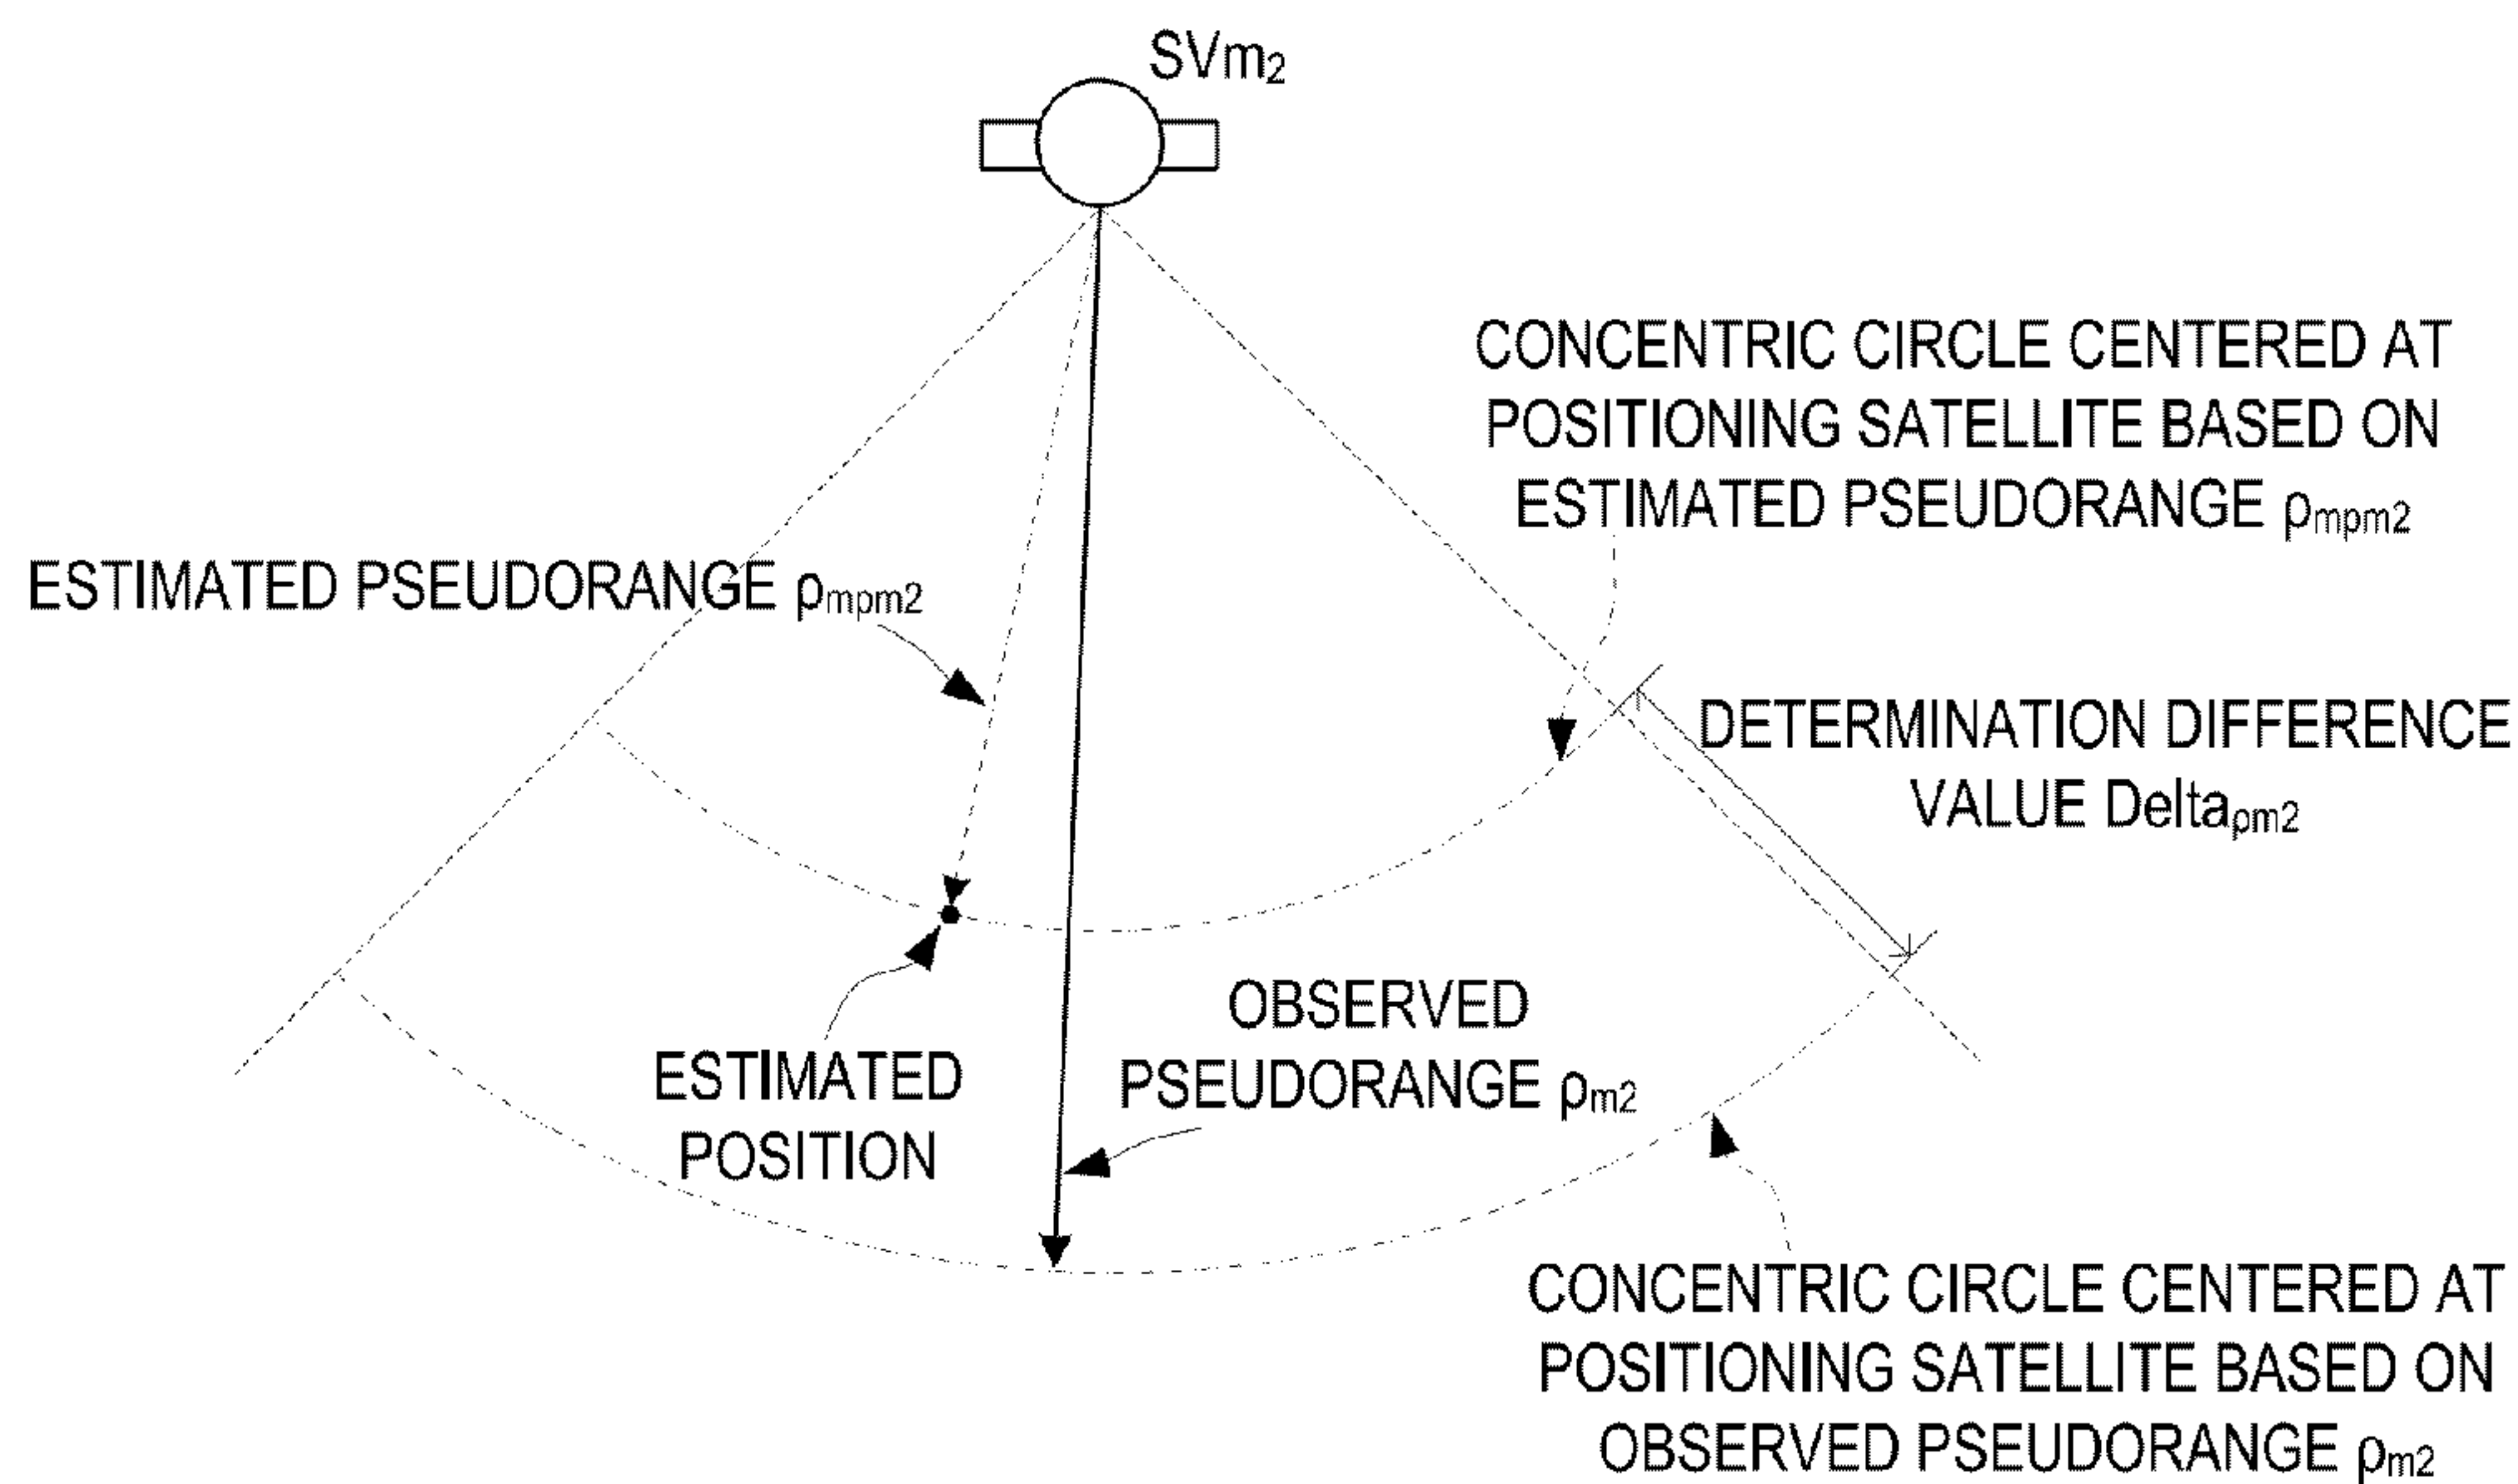 SVm₂
CONCENTRIC CIRCLE CENTERED AT
POSITIONING SATELLITE BASED ON
ESTIMATED PSEUDORANGE ρmpm2
ESTIMATED PSEUDORANGE ρmpm2
DETERMINATION DIFFERENCE
VALUE Deltaρm2
OBSERVED
PSEUDORANGE ρm2
ESTIMATED
POSITION
CONCENTRIC CIRCLE CENTERED AT
POSITIONING SATELLITE BASED ON
OBSERVED PSEUDORANGE ρm2